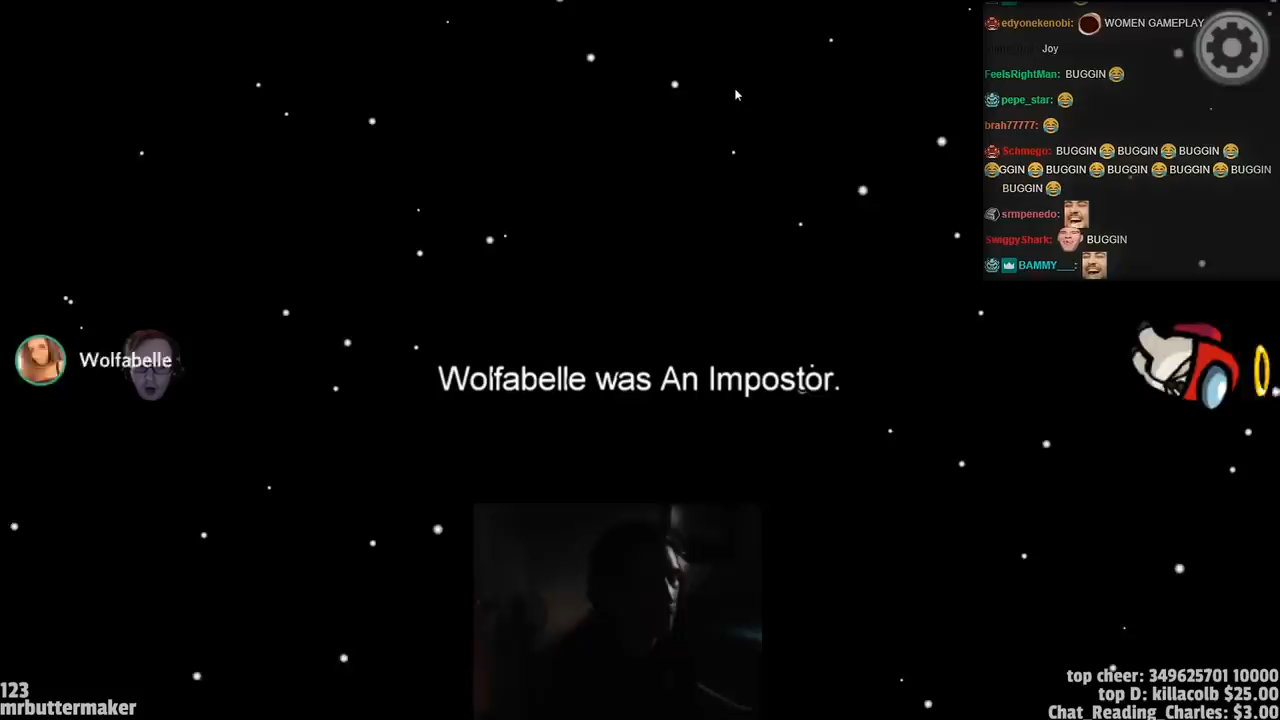 edyonekenobi: WOMEN GAMEPLAY
Joy
FeelsRightMan: BUGGIN
pepe_star:
brah77777:
Schmego: BUGGIN BUGGIN BUGGIN
GGIN BUGGIN BUGGIN BUGGIN BUGGIN
BUGGIN
srmpenedo:
SwiggyShark: BUGGIN
BAMMY___:
Wolfabelle
Wolfabelle was An Impostor.
123
mrbuttermaker
top cheer: 349625701 10000
top D: killacolb $25.00
Chat_Reading_Charles: $3.00